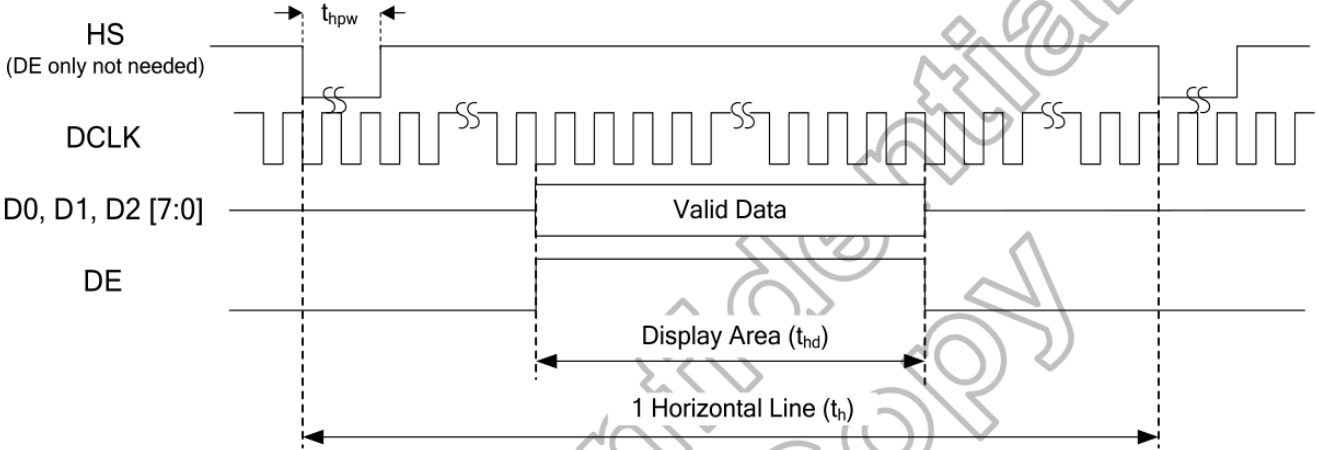 t_hpw
HS
(DE only not needed)
DCLK
D0, D1, D2 [7:0]
Valid Data
DE
Display Area (t_hd)
1 Horizontal Line (t_h)